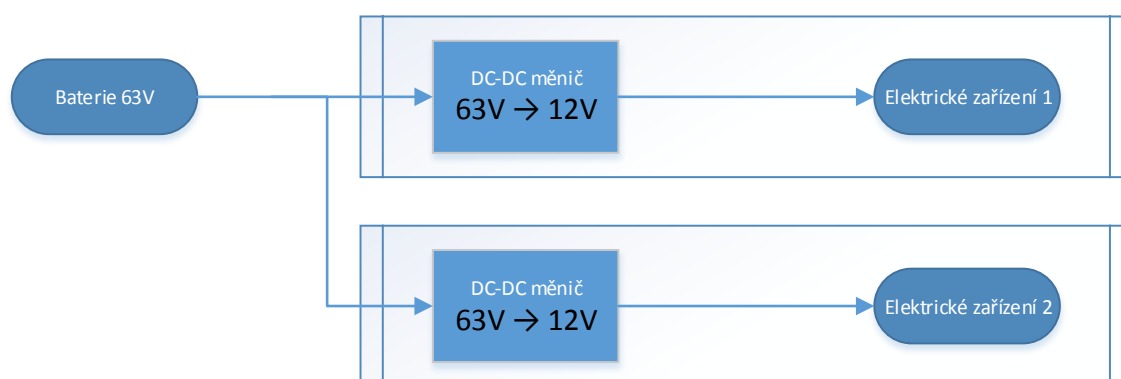 Baterie 63V
DC-DC měnič
63V → 12V
Elektrické zařízení 1
DC-DC měnič
63V → 12V
Elektrické zařízení 2